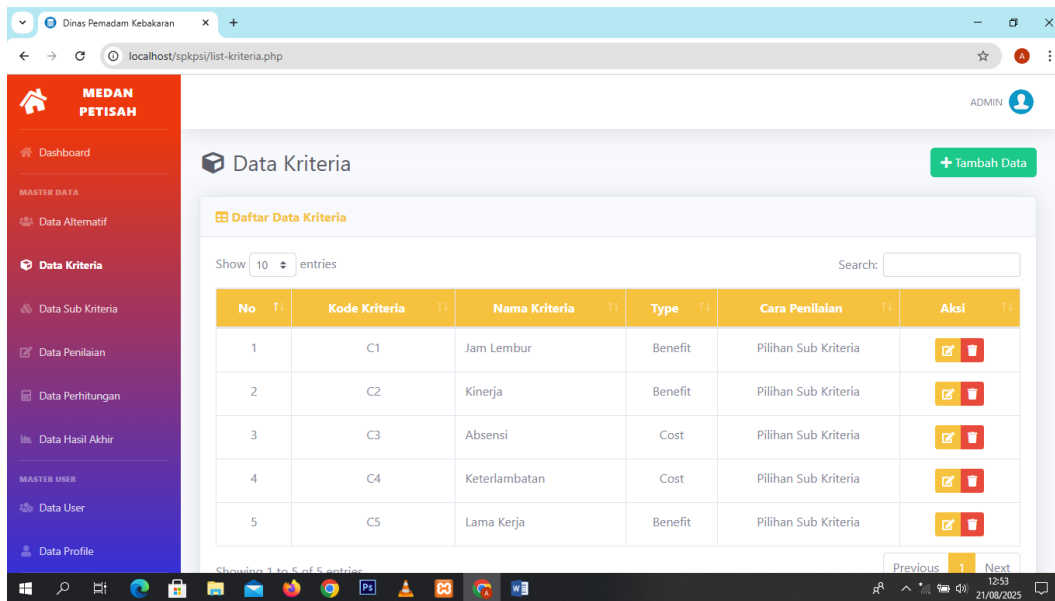 Dinas Pemadam Kebakaran
localhost/spkpsi/list-kriteria.php
A
MEDAN
PETISAH
ADMIN
Dashboard
MASTER DATA
Data Alternatif
Data Kriteria
Data Sub Kriteria
Data Penilaian
Data Perhitungan
Data Hasil Akhir
MASTER USER
Data User
Data Profile
Data Kriteria
Tambah Data
Daftar Data Kriteria
Show 10 entries
Search:
No Kode Kriteria Nama Kriteria Type Cara Penilaian Aksi
1 C1 Jam Lembur Benefit Pilihan Sub Kriteria
2 C2 Kinerja Benefit Pilihan Sub Kriteria
3 C3 Absensi Cost Pilihan Sub Kriteria
4 C4 Keterlambatan Cost Pilihan Sub Kriteria
5 C5 Lama Kerja Benefit Pilihan Sub Kriteria
Showing 1 to 5 of 5 entries
Previous 1 Next
Ps
12:53
21/08/2025